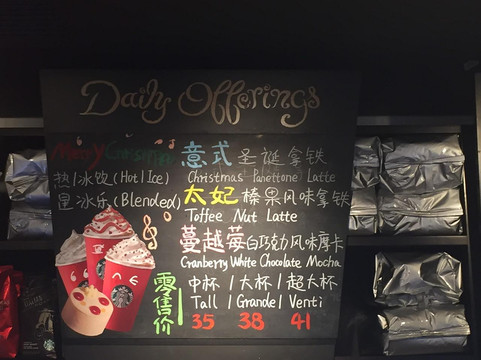 Daily Offerings
Merry Christmas
热/冰饮(Hot/Ice)
星冰乐(Blended)
意式圣诞拿铁
Christmas Panettone Latte
太妃榛果风味拿铁
Toffee Nut Latte
蔓越莓白巧克力风味摩卡
Cranberry White Chocolate Mocha
零售价
中杯/大杯/超大杯
Tall/Grande/Venti
35 38 41